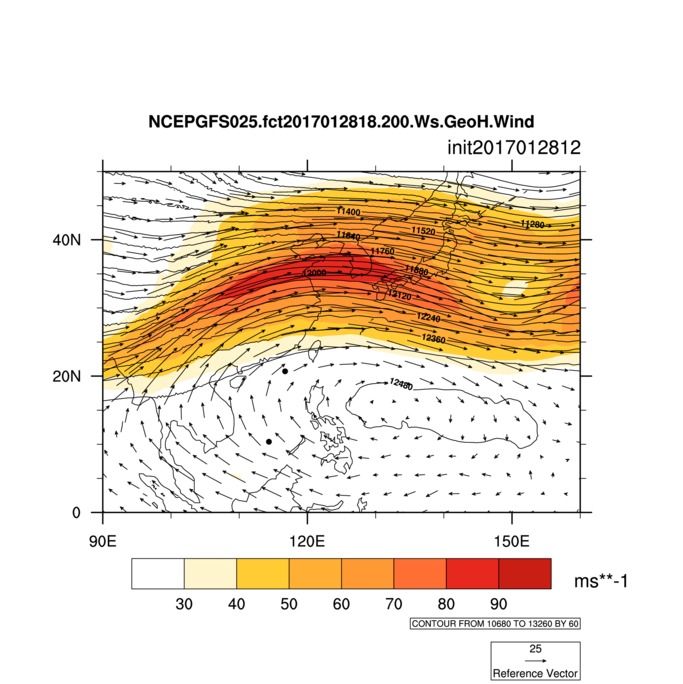 NCEPGFS025.fct2017012818.200.Ws.GeoH.Wind
init2017012812
11400
11280
11520
40N
11640
11760
11880
12000
12120
12240
12360
20N
12480
0
90E 120E 150E
ms**-1
30 40 50 60 70 80 90
CONTOUR FROM 10680 TO 13260 BY 60
25
Reference Vector